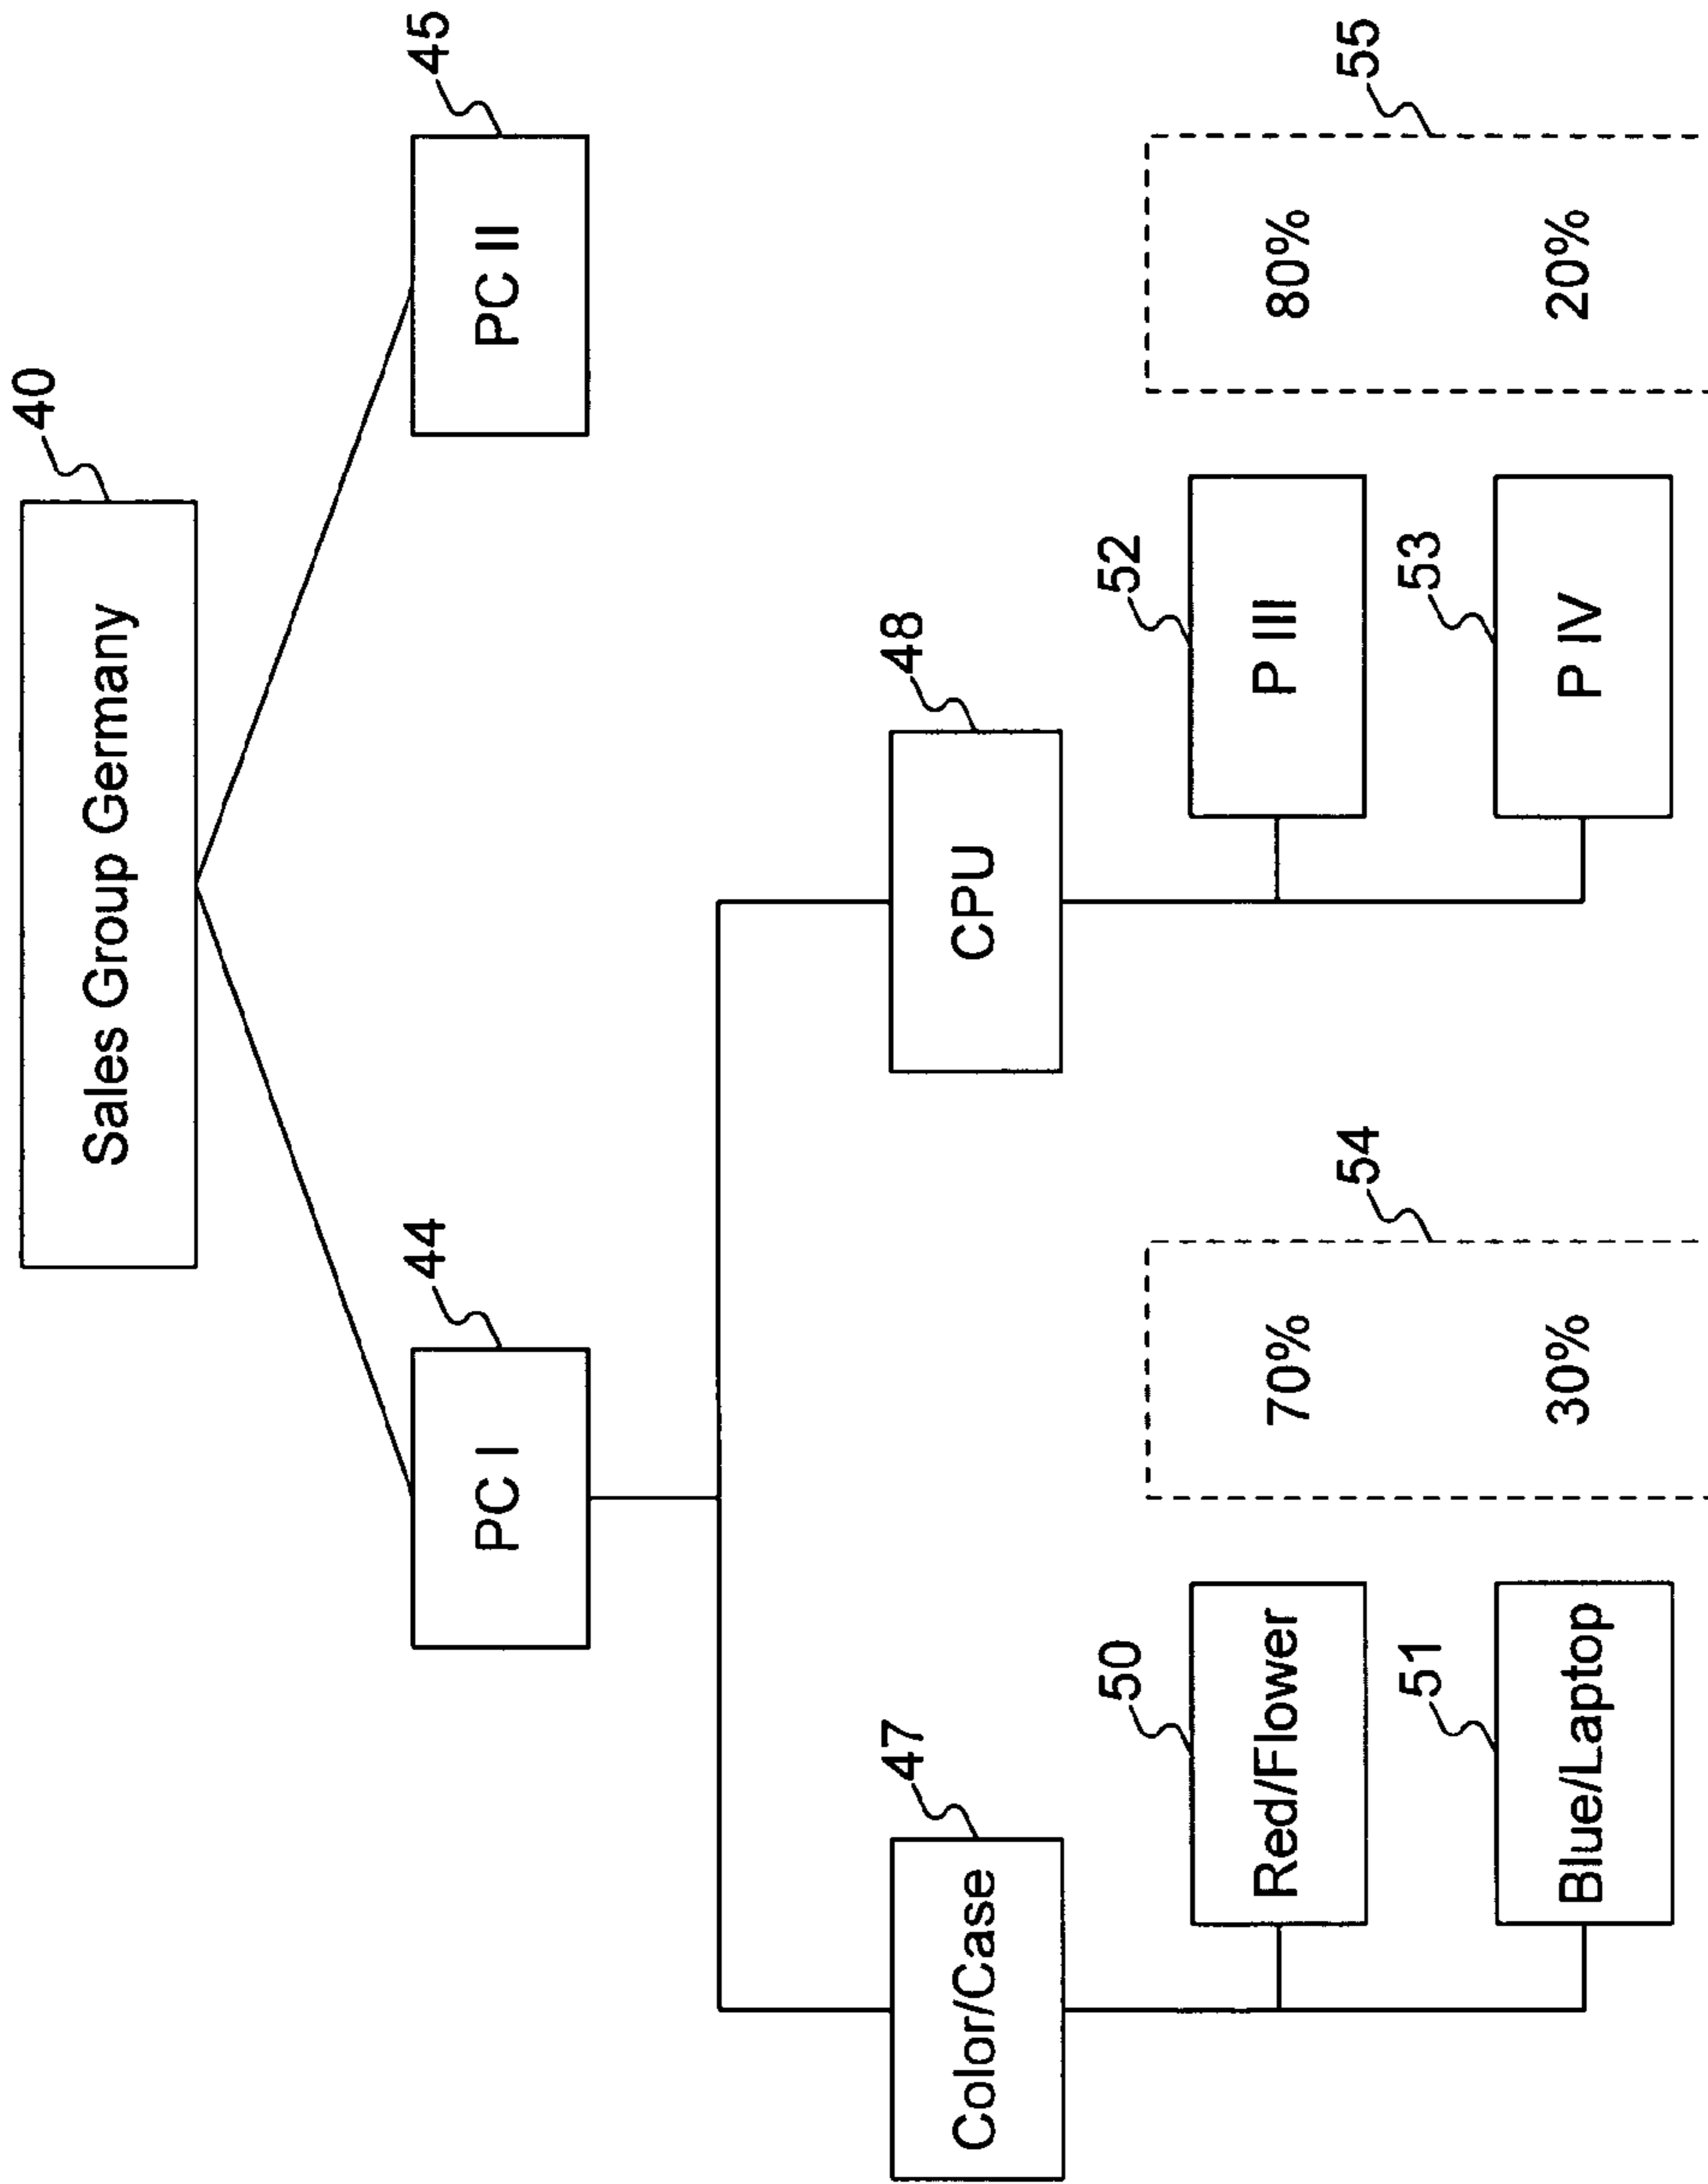 40
Sales Group Germany
44
45
PC I
PC II
47
48
Color/Case
CPU
50
52
54
55
Red/Flower
70%
P III
80%
51
53
Blue/Laptop
30%
P IV
20%